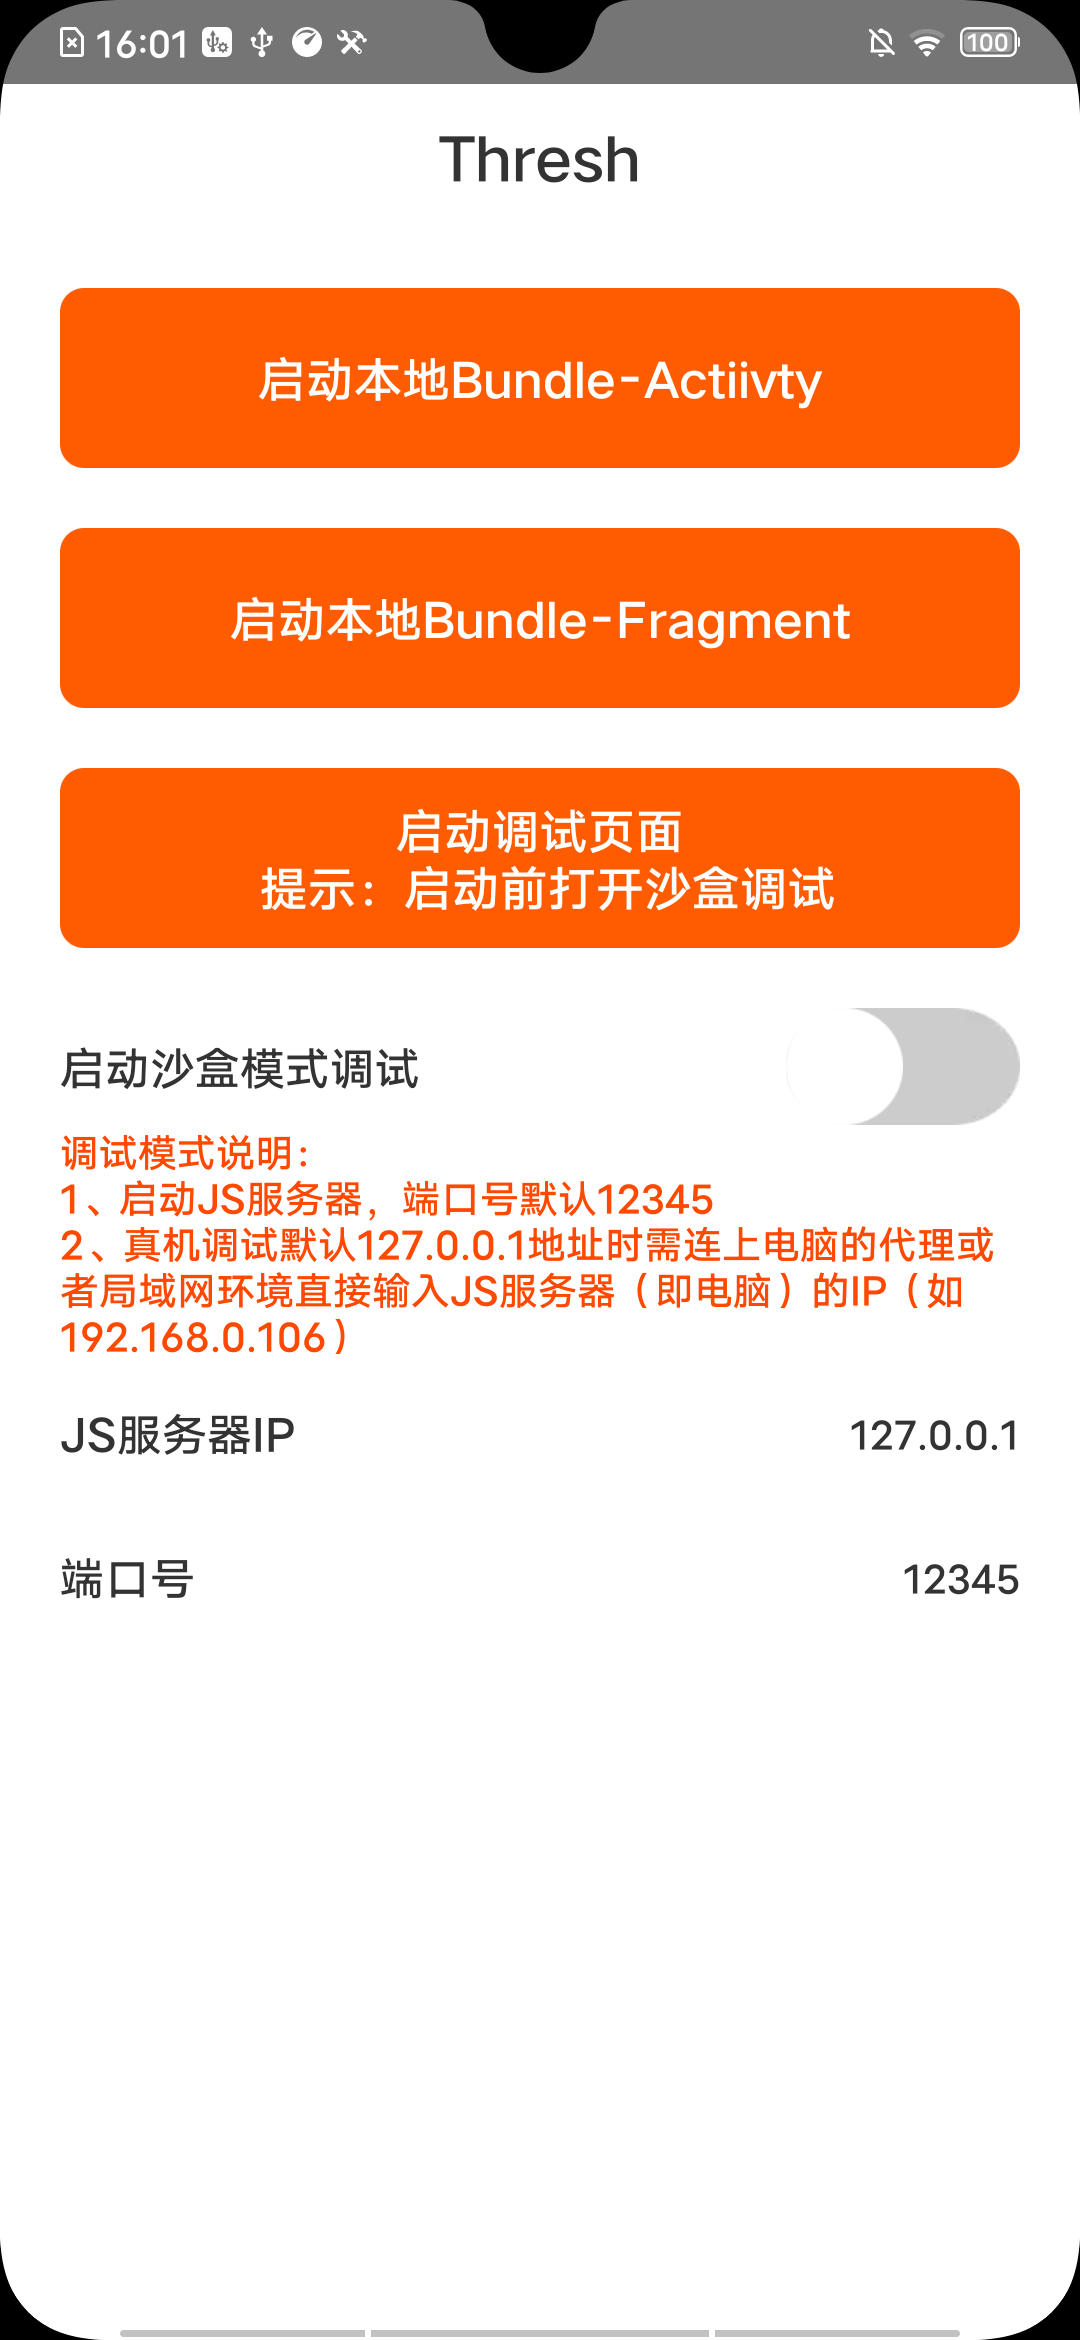 16:01
100
Thresh
启动本地Bundle-Actiivty
启动本地Bundle-Fragment
启动调试页面
提示：启动前打开沙盒调试
启动沙盒模式调试
调试模式说明：
1、启动JS服务器，端口号默认12345
2、真机调试默认127.0.0.1地址时需连上电脑的代理或
者局域网环境直接输入JS服务器（即电脑）的IP（如
192.168.0.106）
JS服务器IP
127.0.0.1
端口号
12345